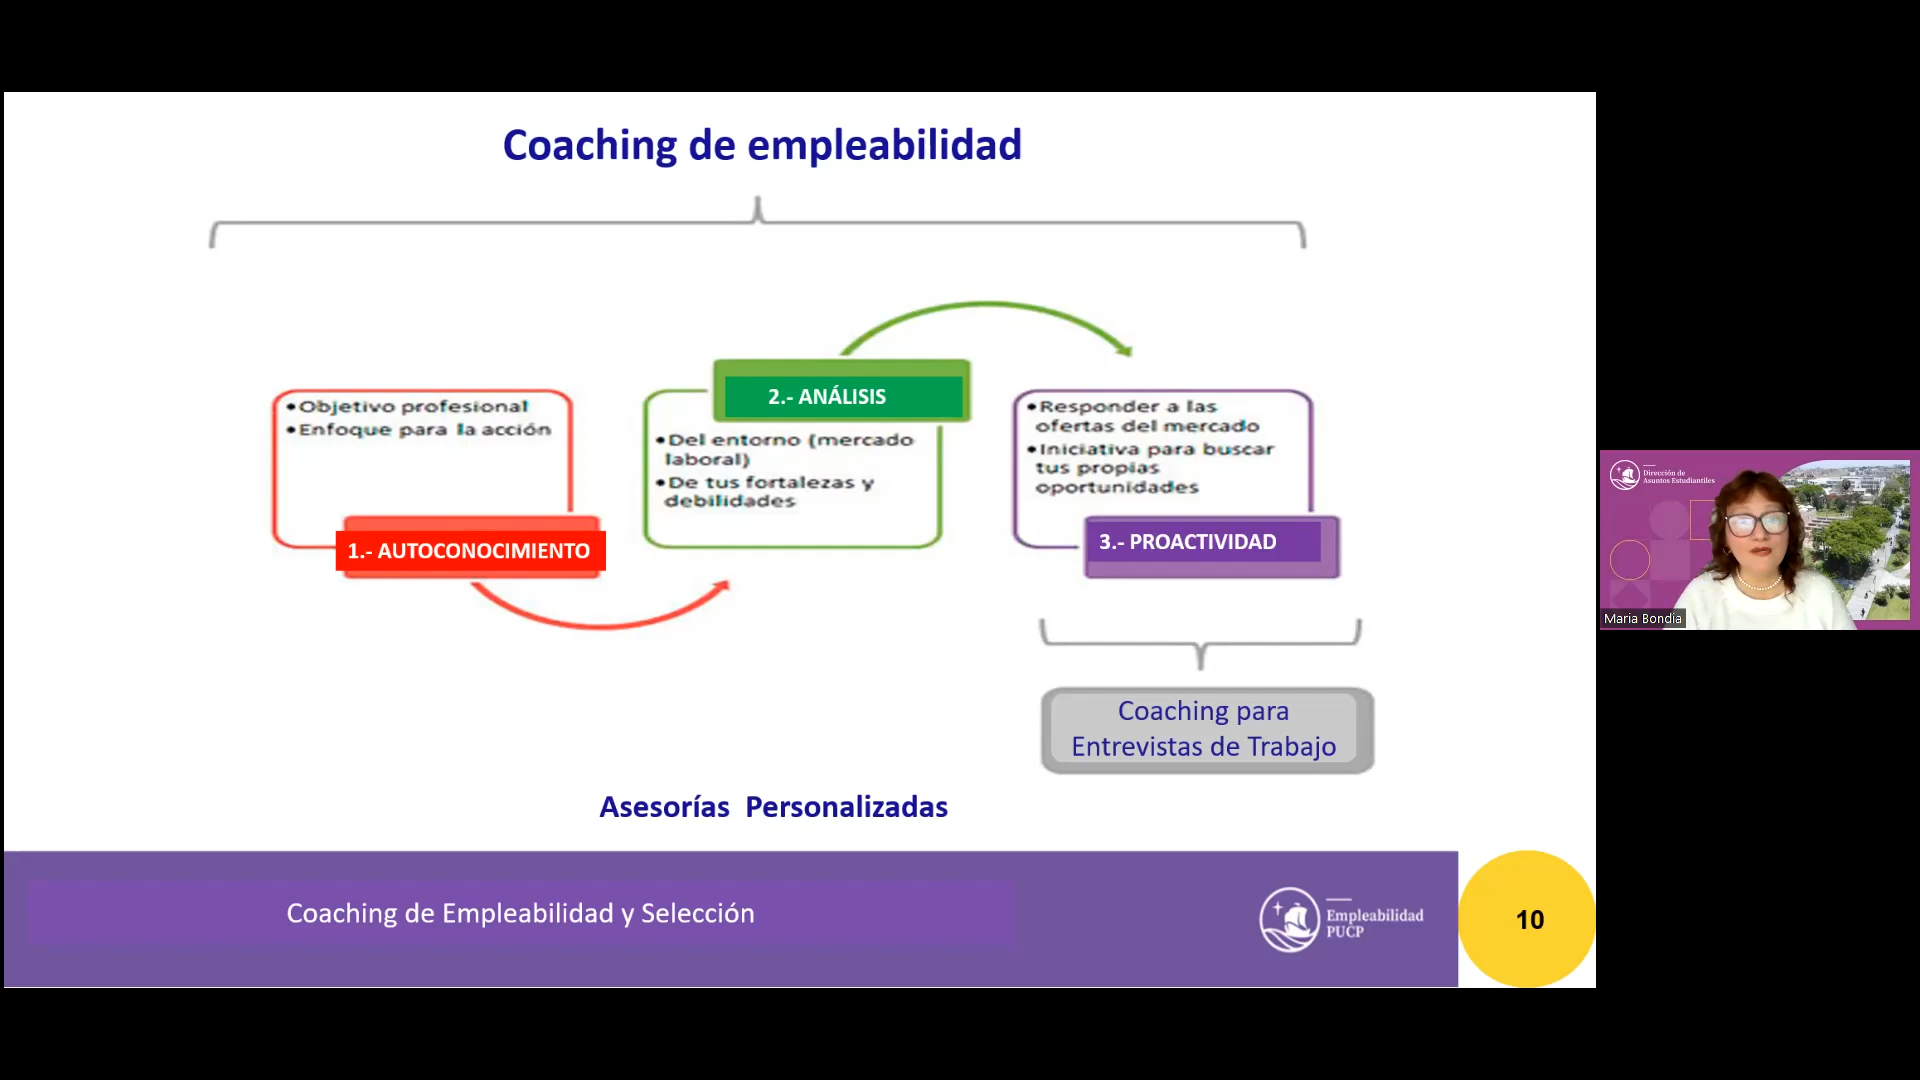 Coaching de empleabilidad
•Objetivo profesional
•Enfoque para la acción
1.- AUTOCONOCIMIENTO
2.- ANÁLISIS
•Del entorno (mercado
laboral)
•De tus fortalezas y
debilidades
•Responder a las
ofertas del mercado
•Iniciativa para buscar
tus propias
oportunidades
3.- PROACTIVIDAD
Coaching para
Entrevistas de Trabajo
Asesorías Personalizadas
Coaching de Empleabilidad y Selección
Empleabilidad
PUCP
10
Dirección de
Asuntos Estudiantiles
Maria Bondia